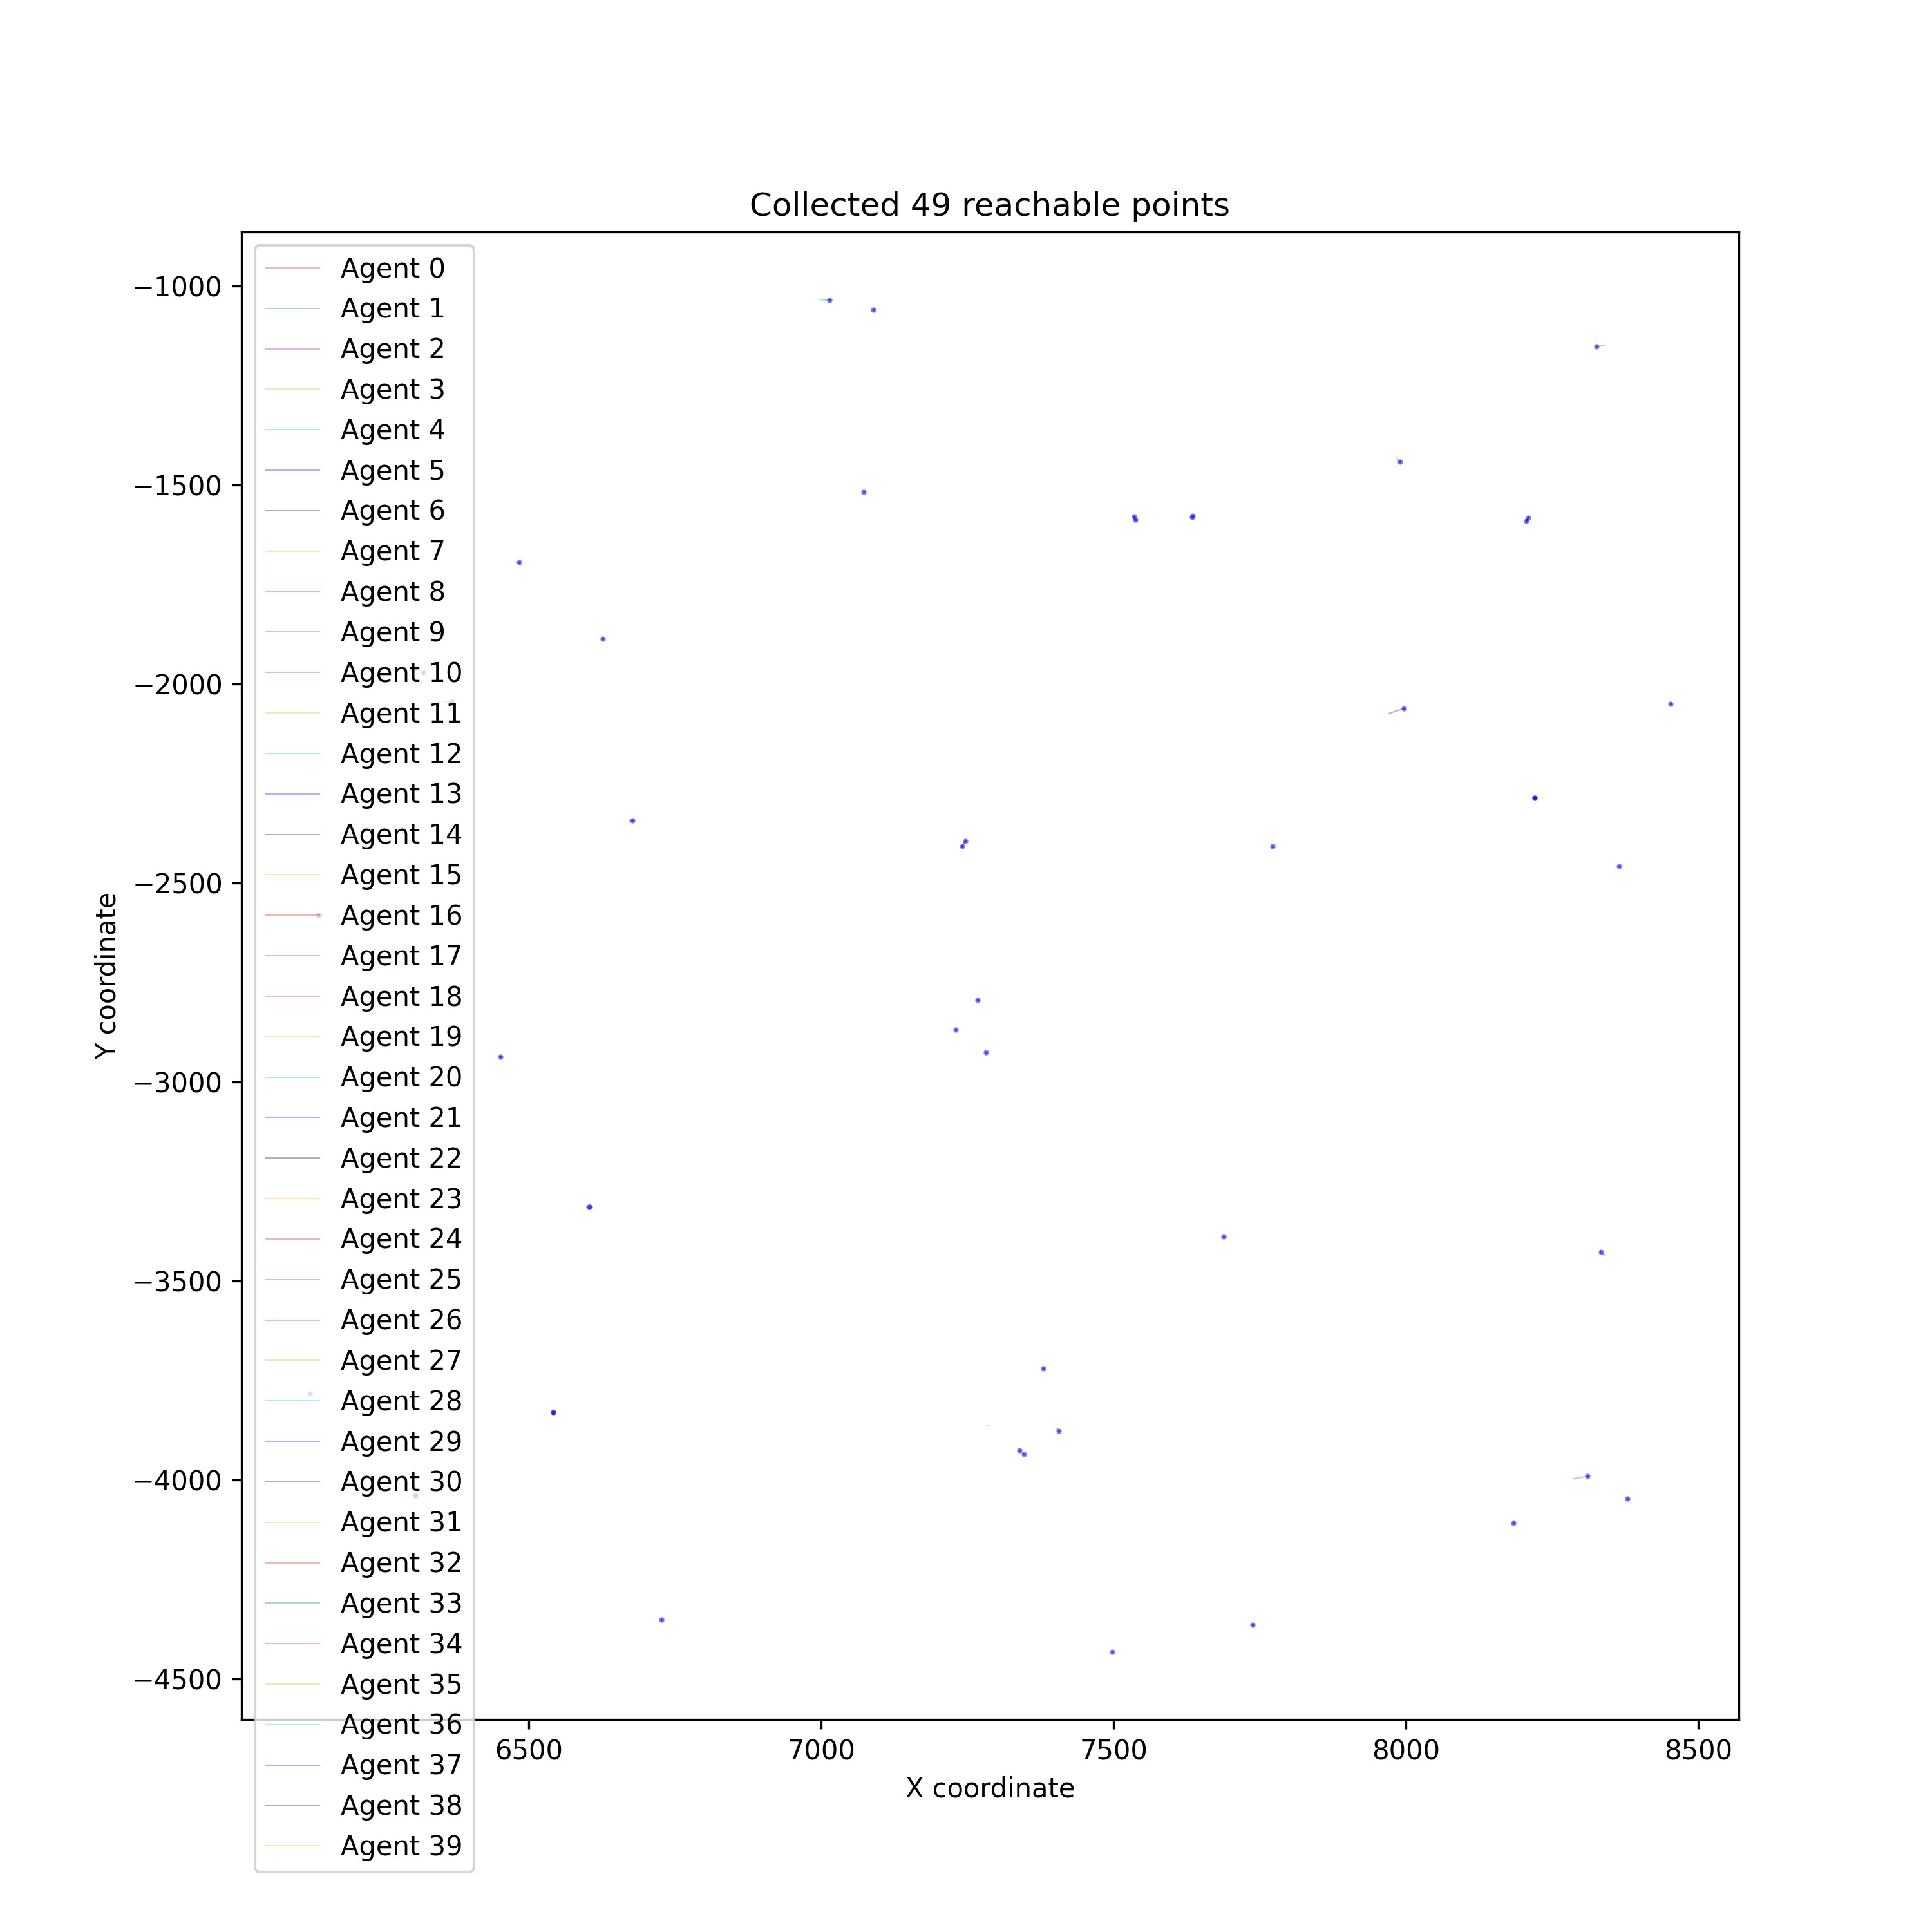 Collected 49 reachable points
Agent 0
Agent 1
Agent 2
Agent 3
Agent 4
Agent 5
Agent 6
Agent 7
Agent 8
Agent 9
Agent 10
Agent 11
Agent 12
Agent 13
Agent 14
Agent 15
Agent 16
Agent 17
Agent 18
Agent 19
Agent 20
Agent 21
Agent 22
Agent 23
Agent 24
Agent 25
Agent 26
Agent 27
Agent 28
Agent 29
Agent 30
Agent 31
Agent 32
Agent 33
Agent 34
Agent 35
Agent 36
Agent 37
Agent 38
Agent 39
−1000
−1500
−2000
−2500
−3000
−3500
−4000
−4500
Y coordinate
6500 7000 7500 8000 8500
X coordinate